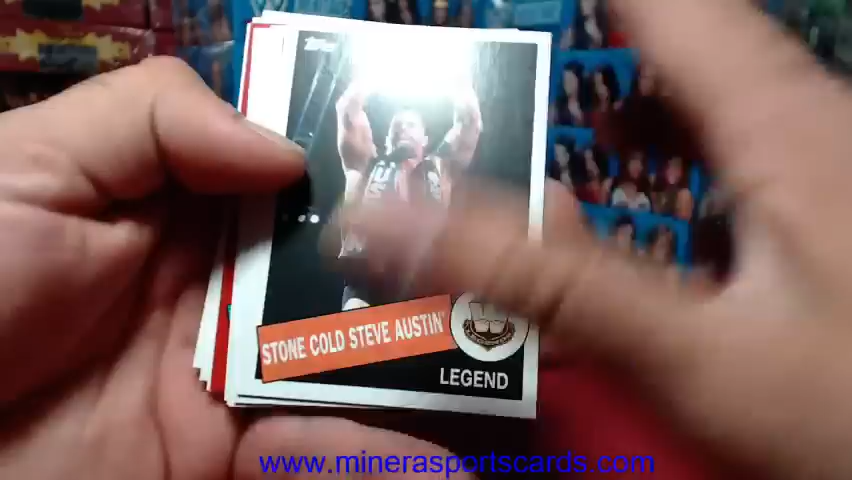 Topps
STONE COLD STEVE AUSTIN
LEGEND
www.minerasportscards.com